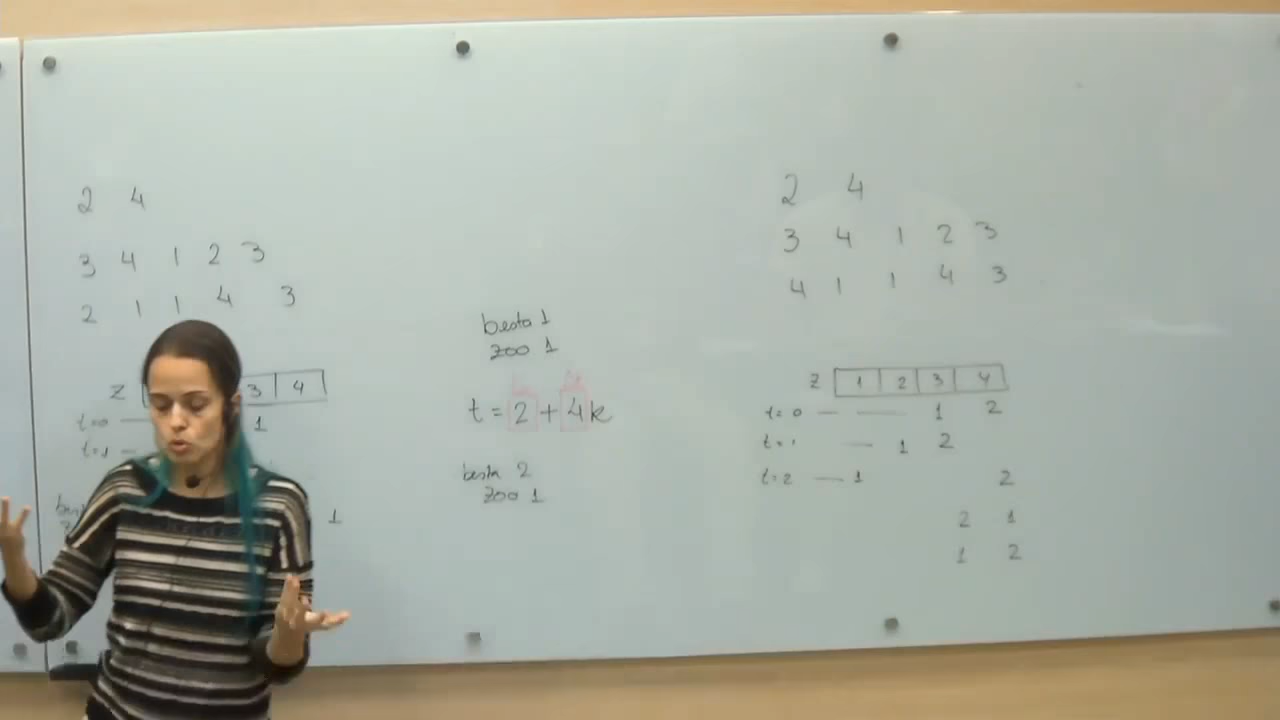 2 4
3 4 1 2 3
2 1 1 4 3
z 3 4
t=0 — 1
t=1 —
1
besta 1
zoo 1
t = 2 + 4k
besta 2
zoo 1
2 4
3 4 1 2 3
4 1 1 4 3
z 1 2 3 4
t=0 — — 1 2
t=1 — 1 2
t=2 — 1 2
2 1
1 2